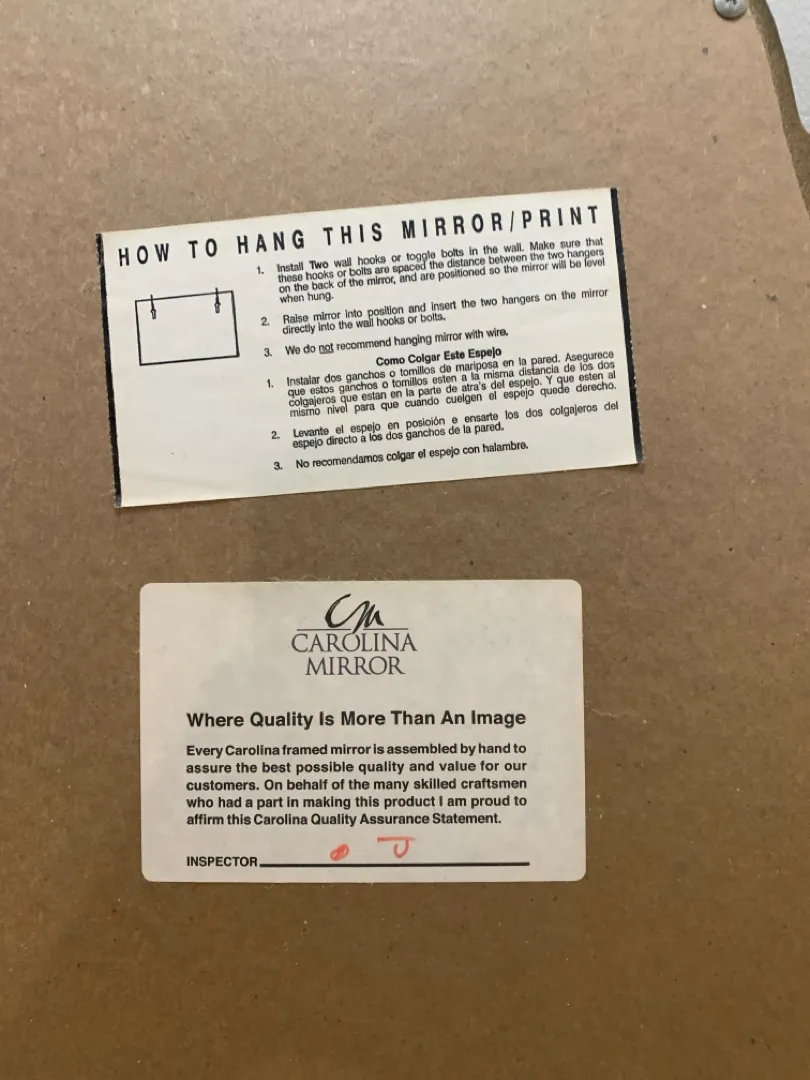 HOW TO HANG THIS MIRROR/PRINT
1. Install Two wall hooks or toggle bolts in the wall. Make sure that
these hooks or bolts are spaced the distance between the two hangers
on the back of the mirror, and are positioned so the mirror will be level
when hung.
2. Raise mirror into position and insert the two hangers on the mirror
directly into the wall hooks or bolts.
3. We do not recommend hanging mirror with wire.
Como Colgar Este Espejo
1. Instalar dos ganchos o tomillos de mariposa en la pared. Asegurece
que estos ganchos o tomillos esten a la misma distancia de los dos
colgajeros que estan en la parte de atra's del espejo. Y que esten al
mismo nivel para que cuando cuelgen el espejo quede derecho.
2. Levante el espejo en posición e ensarte los dos colgajeros del
espejo directo a los dos ganchos de la pared.
3. No recomendamos colgar el espejo con halambre.
CM
CAROLINA
MIRROR
Where Quality Is More Than An Image
Every Carolina framed mirror is assembled by hand to
assure the best possible quality and value for our
customers. On behalf of the many skilled craftsmen
who had a part in making this product I am proud to
affirm this Carolina Quality Assurance Statement.
INSPECTOR